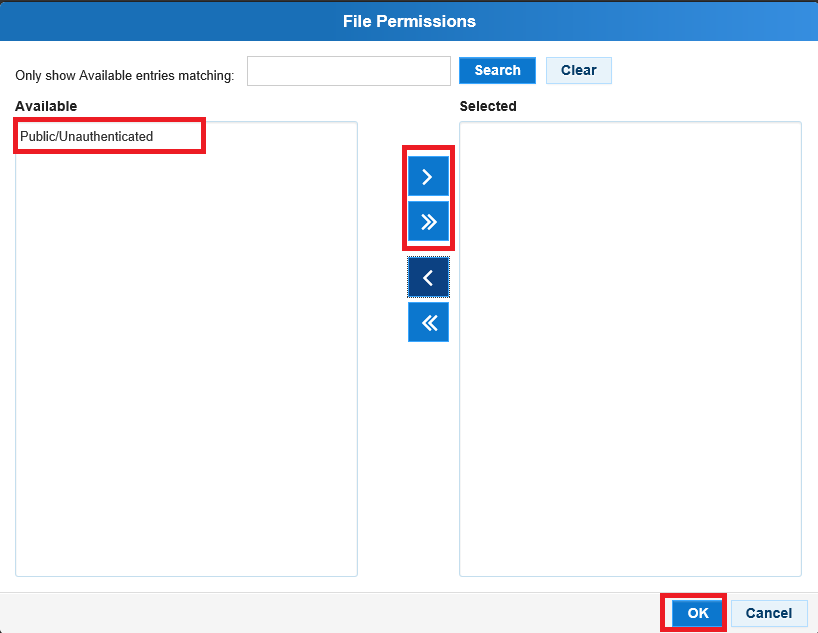 File Permissions
Only show Available entries matching:
Search
Clear
Available
Selected
Public/Unauthenticated
OK
Cancel